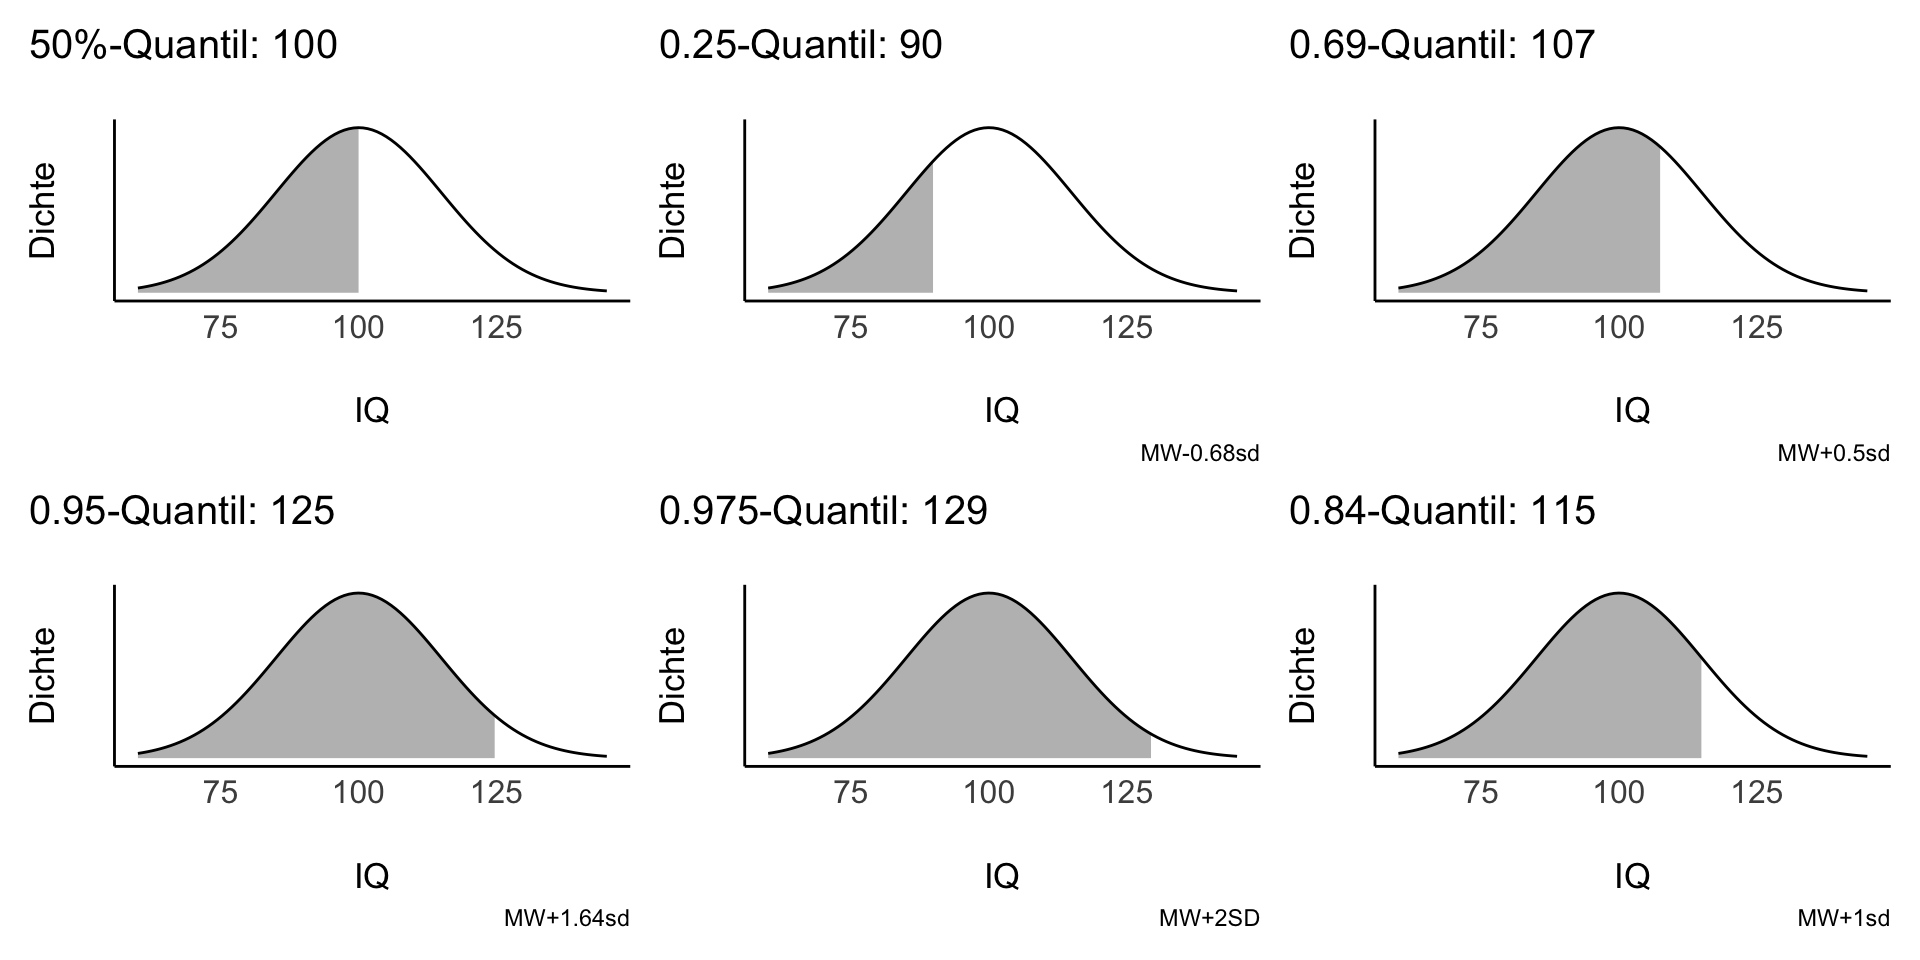 50%-Quantil: 100
Dichte
75 100 125
IQ
0.25-Quantil: 90
Dichte
75 100 125
IQ
MW-0.68sd
0.69-Quantil: 107
Dichte
75 100 125
IQ
MW+0.5sd
0.95-Quantil: 125
Dichte
75 100 125
IQ
MW+1.64sd
0.975-Quantil: 129
Dichte
75 100 125
IQ
MW+2SD
0.84-Quantil: 115
Dichte
75 100 125
IQ
MW+1sd